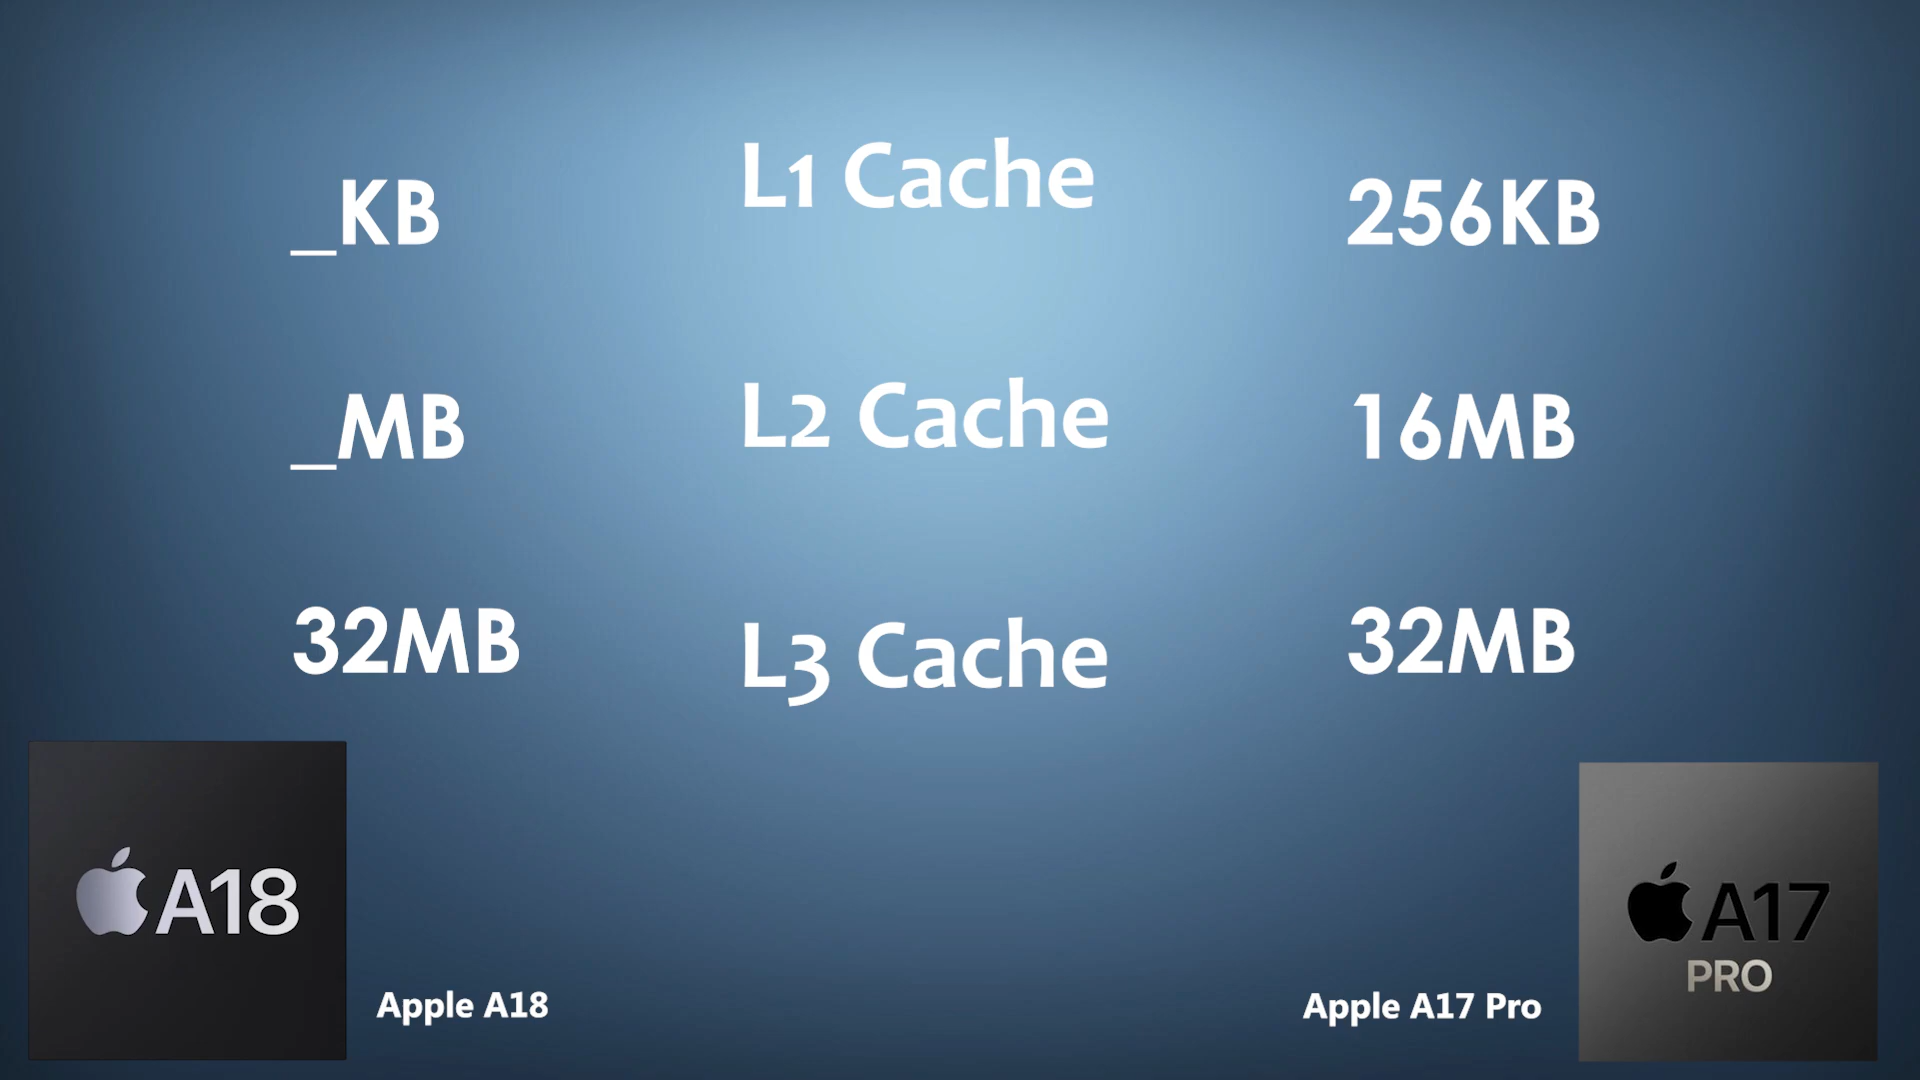 _KB
L1 Cache
256KB
_MB
L2 Cache
16MB
32MB
L3 Cache
32MB
A18
Apple A18
Apple A17 Pro
A17
PRO